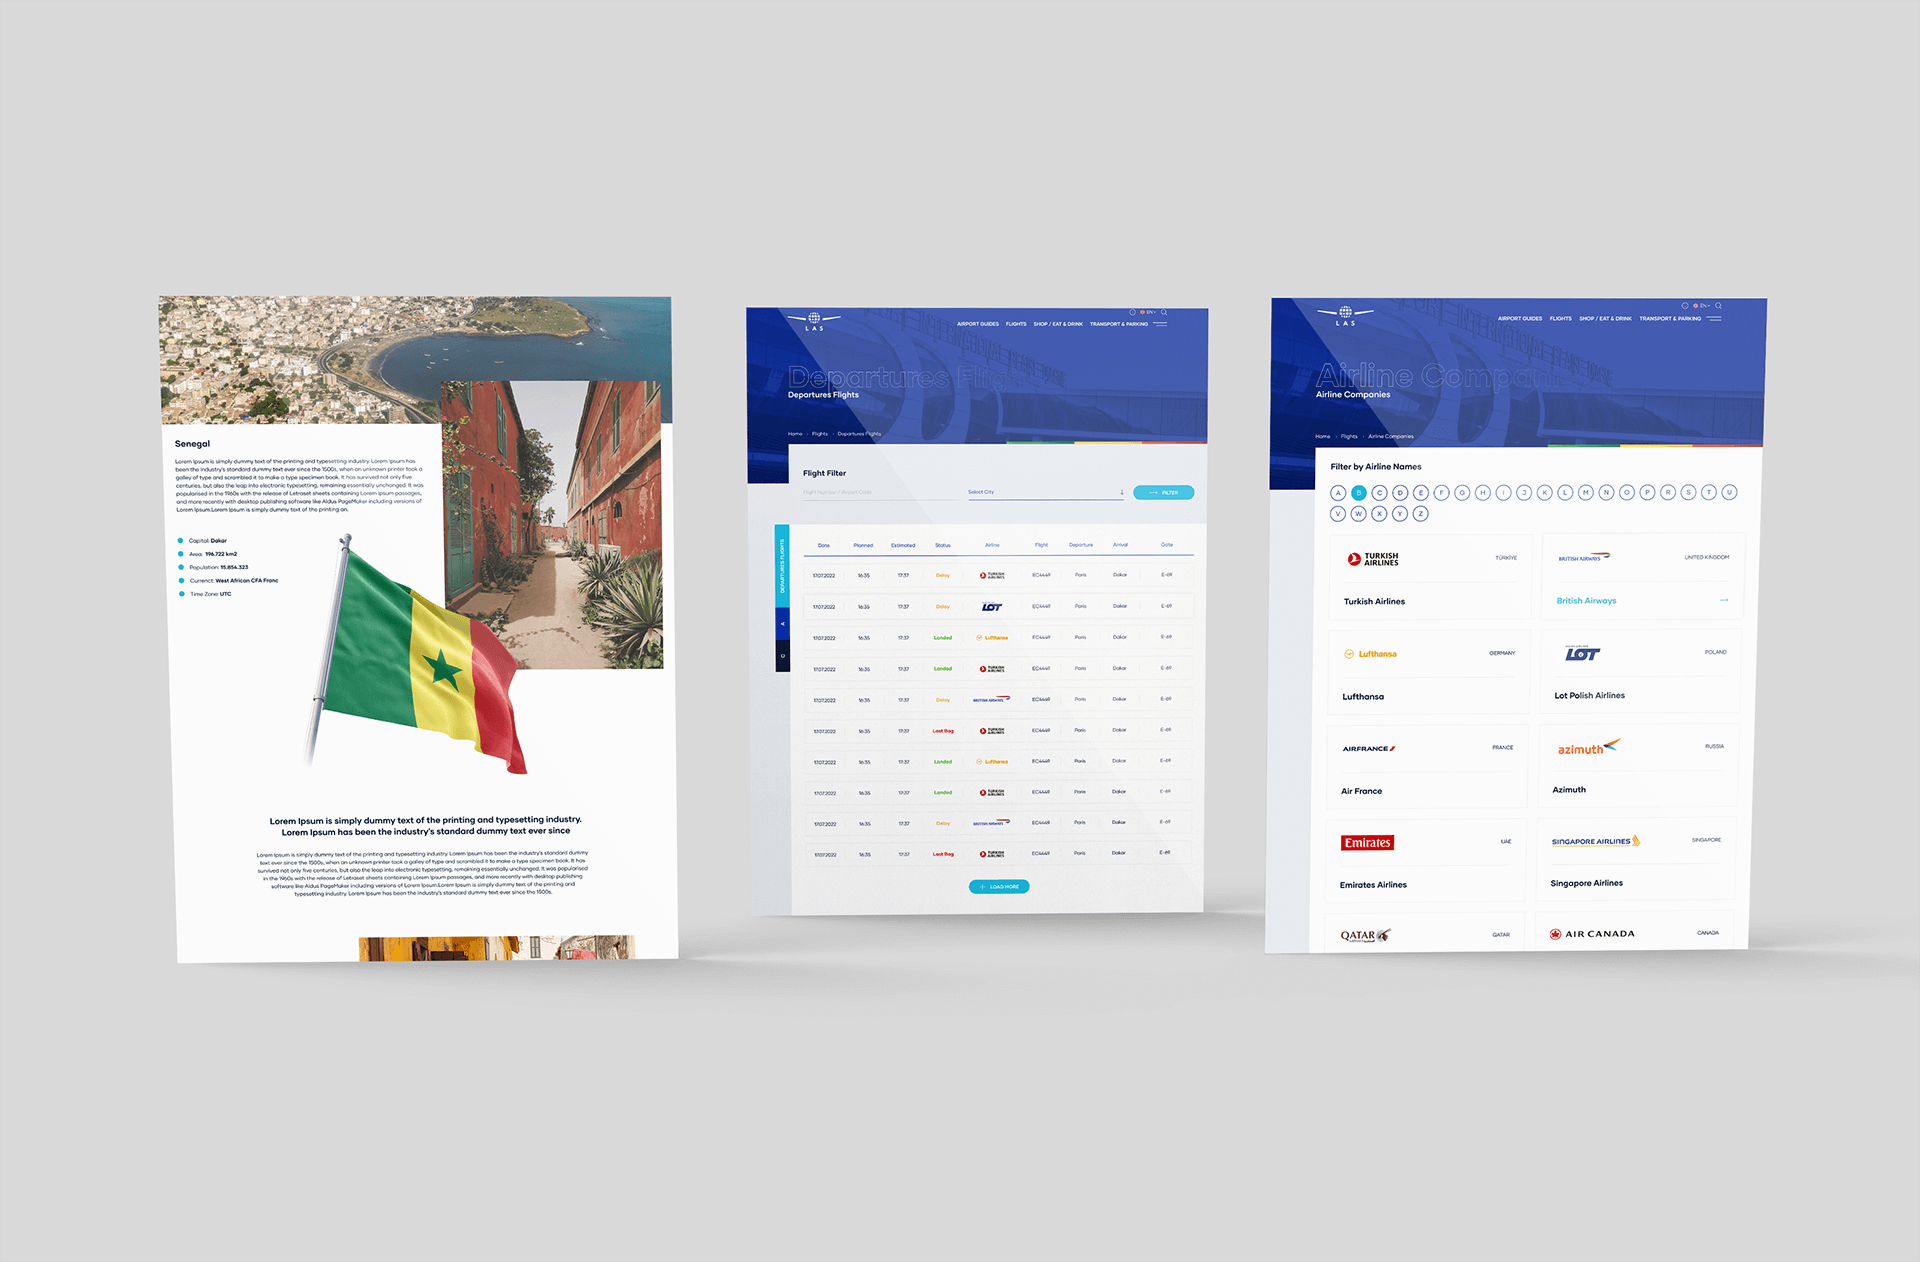 Senegal
Lorem Ipsum is simply dummy text of the printing and typesetting industry. Lorem Ipsum has
been the industry's standard dummy text ever since the 1500s, when an unknown printer took a
galley of type and scrambled it to make a type specimen book. It has survived not only five
centuries, but also the leap into electronic typesetting, remaining essentially unchanged. It was
popularised in the 1960s with the release of Letraset sheets containing Lorem Ipsum passages,
and more recently with desktop publishing software like Aldus PageMaker including versions of
Lorem Ipsum.Lorem Ipsum is simply dummy text of the printing an.
Capital: Dakar
Area: 196.722 km2
Population: 15.854.323
Currenct: West African CFA Franc
Time Zone: UTC
Lorem Ipsum is simply dummy text of the printing and typesetting industry.
Lorem Ipsum has been the industry's standard dummy text ever since
Lorem Ipsum is simply dummy text of the printing and typesetting industry. Lorem Ipsum has been the industry's standard dummy
text ever since the 1500s, when an unknown printer took a galley of type and scrambled it to make a type specimen book. It has
survived not only five centuries, but also the leap into electronic typesetting, remaining essentially unchanged. It was popularised
in the 1960s with the release of Letraset sheets containing Lorem Ipsum passages, and more recently with desktop publishing
software like Aldus PageMaker including versions of Lorem Ipsum.Lorem Ipsum is simply dummy text of the printing and
typesetting industry. Lorem Ipsum has been the industry's standard dummy text ever since the 1500s.
LAS
EN
AIRPORT GUIDES FLIGHTS SHOP / EAT & DRINK TRANSPORT & PARKING
Departures Flights
Departures Flights
Home › Flights › Departures Flights
Flight Filter
Flight Number / Airport Code
Select City
FILTER
DEPARTURES FLIGHTS
Date Planned Estimated Status Airline Flight Departure Arrival Gate
17.07.2022 16:35 17:37 Delay TURKISH AIRLINES EC4449 Paris Dakar E-69
17.07.2022 16:35 17:37 Delay LOT EC4449 Paris Dakar E-69
17.07.2022 16:35 17:37 Landed Lufthansa EC4449 Paris Dakar E-69
17.07.2022 16:35 17:37 Landed TURKISH AIRLINES EC4449 Paris Dakar E-69
17.07.2022 16:35 17:37 Delay BRITISH AIRWAYS EC4449 Paris Dakar E-69
17.07.2022 16:35 17:37 Last Bag TURKISH AIRLINES EC4449 Paris Dakar E-69
17.07.2022 16:35 17:37 Landed Lufthansa EC4449 Paris Dakar E-69
17.07.2022 16:35 17:37 Landed TURKISH AIRLINES EC4449 Paris Dakar E-69
17.07.2022 16:35 17:37 Delay BRITISH AIRWAYS EC4449 Paris Dakar E-69
17.07.2022 16:35 17:37 Last Bag TURKISH AIRLINES EC4449 Paris Dakar E-69
LOAD MORE
LAS
EN
AIRPORT GUIDES FLIGHTS SHOP / EAT & DRINK TRANSPORT & PARKING
Airline Compa
Airline Companies
Home › Flights › Airline Companies
Filter by Airline Names
A B C D E F G H I J K L M N O P R S T U
V W X Y Z
TURKISH AIRLINES TÜRKİYE
Turkish Airlines
BRITISH AIRWAYS UNITED KINGDOM
British Airways
Lufthansa GERMANY
Lufthansa
LOT POLAND
Lot Polish Airlines
AIRFRANCE FRANCE
Air France
azimuth RUSSIA
Azimuth
Emirates UAE
Emirates Airlines
SINGAPORE AIRLINES SINGAPORE
Singapore Airlines
QATAR AIRWAYS QATAR
AIR CANADA CANADA